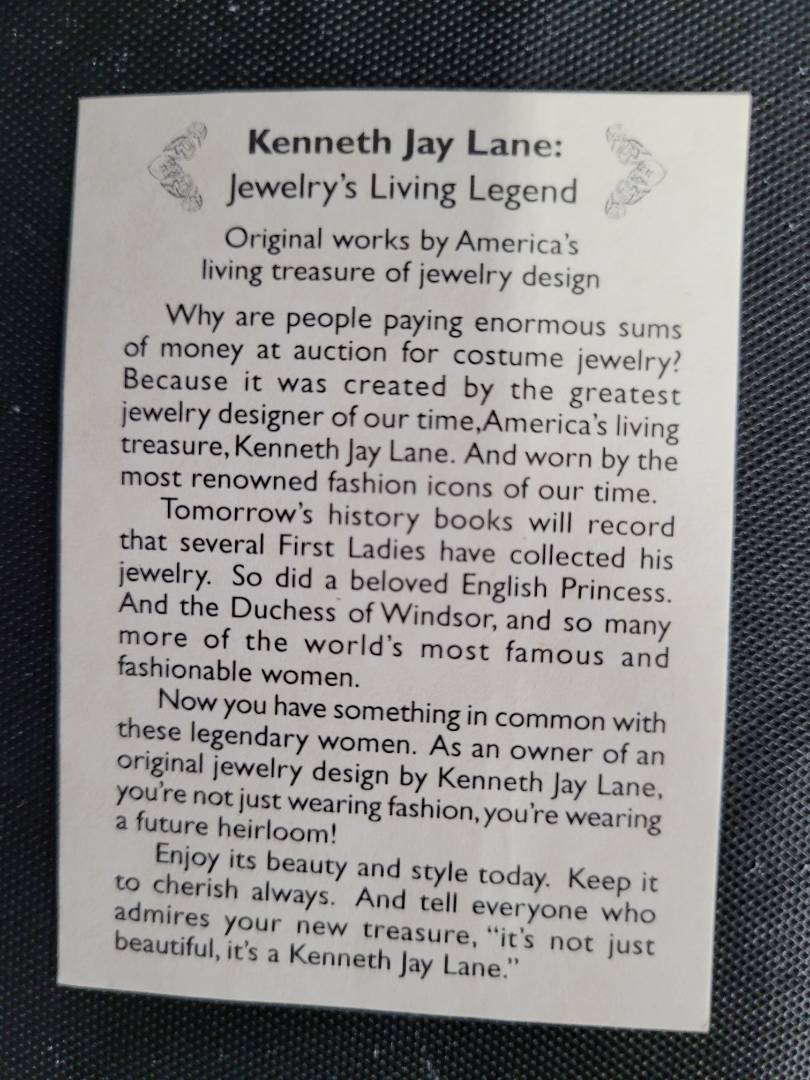 Kenneth Jay Lane:
Jewelry's Living Legend
Original works by America's
living treasure of jewelry design
Why are people paying enormous sums
of money at auction for costume jewelry?
Because it was created by the greatest
jewelry designer of our time,America's living
treasure, Kenneth Jay Lane. And worn by the
most renowned fashion icons of our time.
Tomorrow's history books will record
that several First Ladies have collected his
jewelry. So did a beloved English Princess.
And the Duchess of Windsor, and so many
more of the world's most famous and
fashionable women.
Now you have something in common with
these legendary women. As an owner of an
original jewelry design by Kenneth Jay Lane,
you're not just wearing fashion, you're wearing
a future heirloom!
Enjoy its beauty and style today. Keep it
to cherish always. And tell everyone who
admires your new treasure, "it's not just
beautiful, it's a Kenneth Jay Lane."